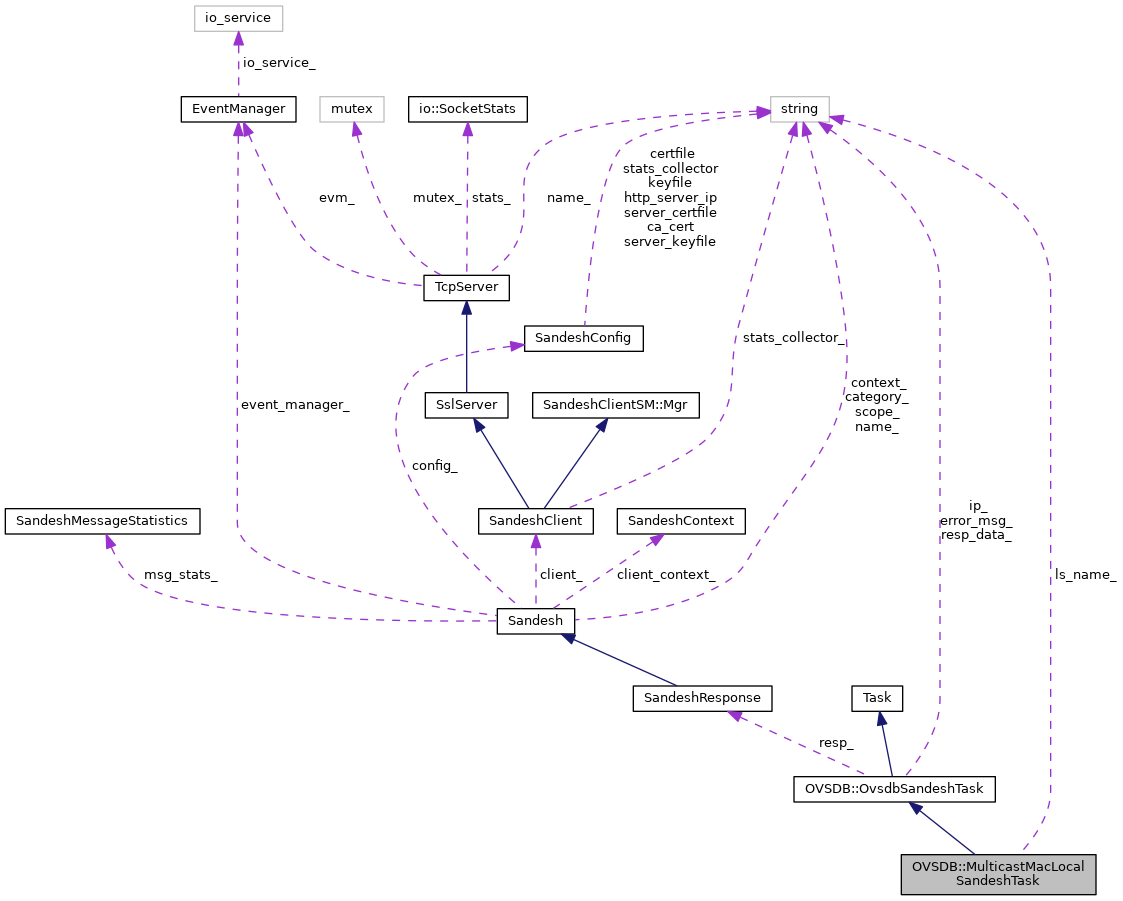 io_service
io_service_
EventManager
mutex
io::SocketStats
string
certfile
stats_collector
keyfile
http_server_ip
server_certfile
ca_cert
server_keyfile
evm_
mutex_
stats_
name_
TcpServer
SandeshConfig
stats_collector_
SslServer
SandeshClientSM::Mgr
event_manager_
context_
category_
scope_
name_
config_
SandeshMessageStatistics
SandeshClient
SandeshContext
ip_
error_msg_
resp_data_
msg_stats_
client_
client_context_
ls_name_
Sandesh
SandeshResponse
Task
resp_
OVSDB::OvsdbSandeshTask
OVSDB::MulticastMacLocal
SandeshTask